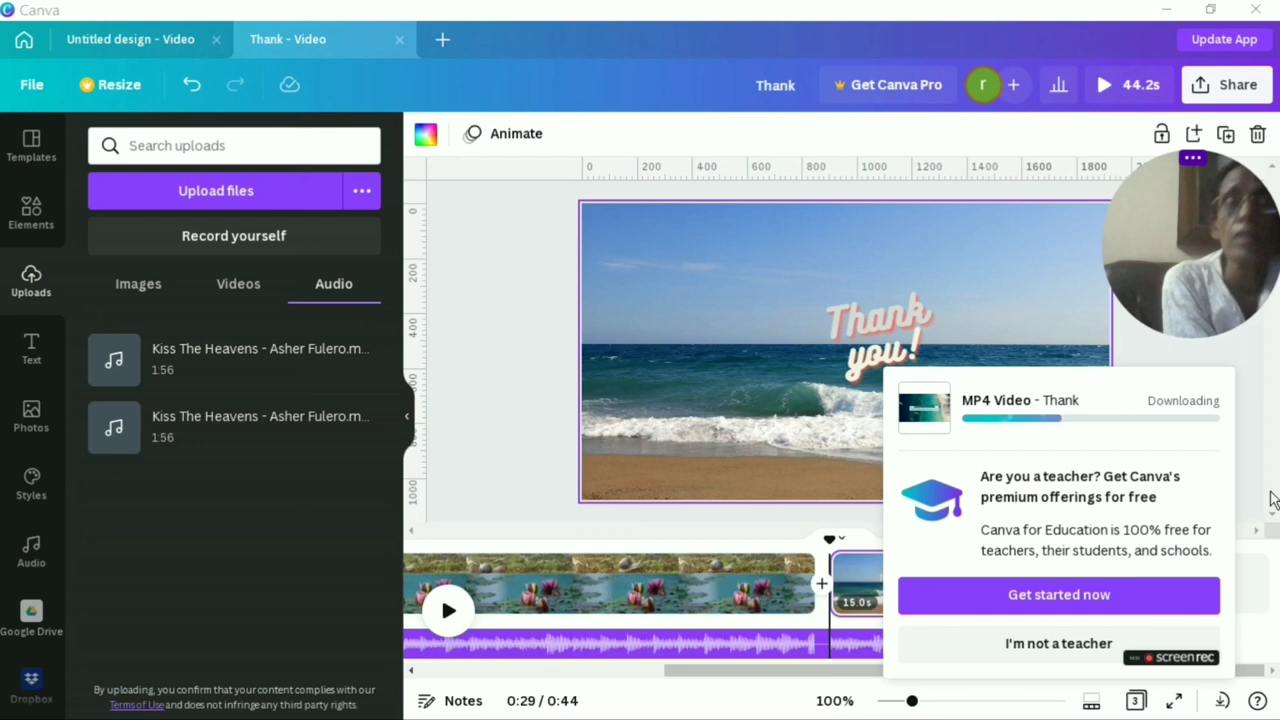 Canva
Untitled design - Video
Thank - Video
Update App
File
Resize
Thank
Get Canva Pro
r
44.2s
Share
Templates
Elements
Uploads
Text
Photos
Styles
Audio
Google Drive
Dropbox
Search uploads
Upload files
Record yourself
Images
Videos
Audio
Kiss The Heavens - Asher Fulero.m...
1:56
Kiss The Heavens - Asher Fulero.m...
1:56
By uploading, you confirm that your content complies with our
Terms of Use and does not infringe any third party rights.
Animate
0 200 400 600 800 1000 1200 1400 1600 1800
0
200
400
1000
Thank
you!
MP4 Video - Thank
Downloading
Are you a teacher? Get Canva's
premium offerings for free
Canva for Education is 100% free for
teachers, their students, and schools.
Get started now
I'm not a teacher
screenrec
15.0s
Notes
0:29 / 0:44
100%
3